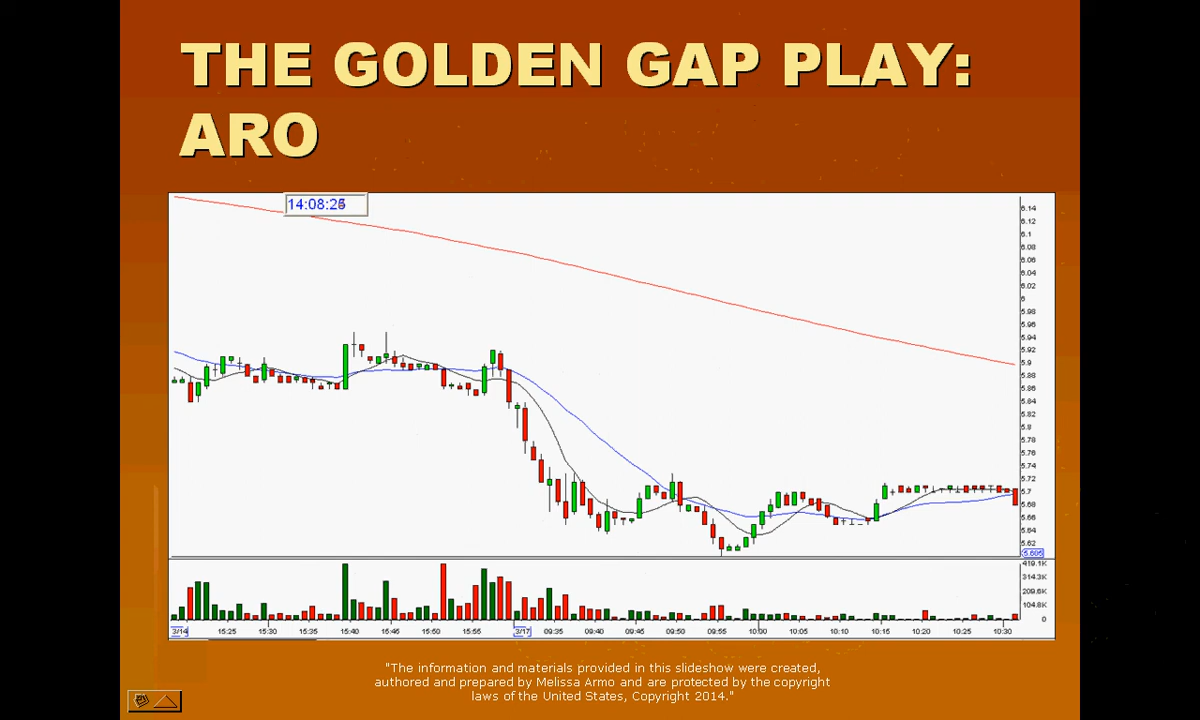 THE GOLDEN GAP PLAY:
ARO
6.14
6.12
6.1
6.08
6.06
6.04
6.02
6
5.98
5.96
5.94
5.92
5.9
5.88
5.86
5.84
5.82
5.8
5.78
5.76
5.74
5.72
5.7
5.68
5.66
5.64
5.62
419.1K
314.3K
209.6K
104.8K
0
3/14 15:25 15:30 15:35 15:40 15:45 15:50 15:55 3/17 09:35 09:40 09:45 09:50 09:55 10:00 10:05 10:10 10:15 10:20 10:25 10:30
"The information and materials provided in this slideshow were created,
authored and prepared by Melissa Armo and are protected by the copyright
laws of the United States, Copyright 2014."